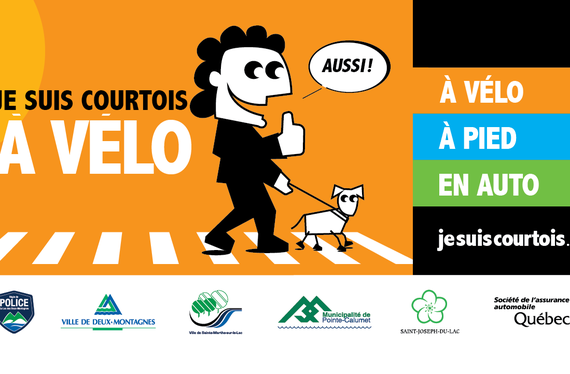 JE SUIS COURTOIS
À VÉLO
AUSSI !
À VÉLO
À PIED
EN AUTO
jesuiscourtois.
POLICE
VILLE DE DEUX-MONTAGNES
Ville de Sainte-Marthe-sur-le-Lac
Municipalité de
Pointe-Calumet
SAINT-JOSEPH-DU-LAC
Société de l'assurance
automobile
Québec